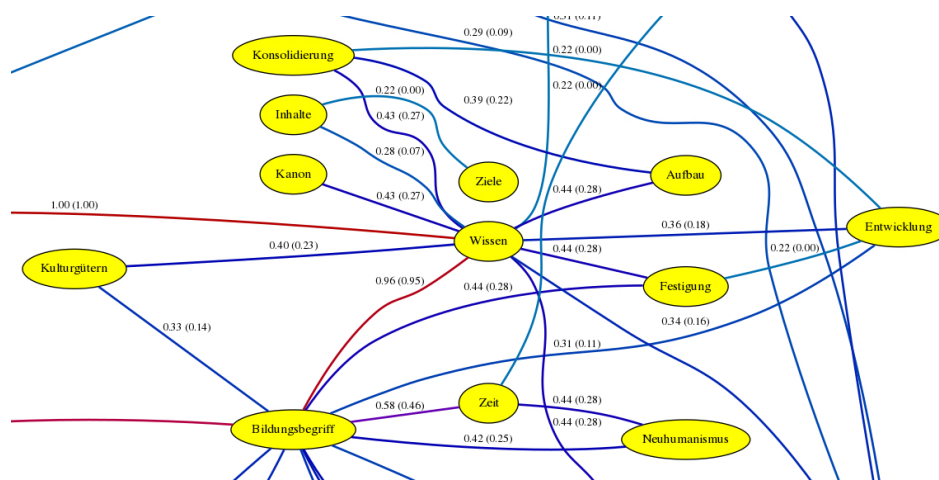 0.31 (0.11)
0.29 (0.09)
Konsolidierung
0.22 (0.00)
0.22 (0.00)
0.22 (0.00)
0.39 (0.22)
Inhalte
0.43 (0.27)
0.28 (0.07)
Kanon
Ziele
Aufbau
0.43 (0.27)
0.44 (0.28)
1.00 (1.00)
Wissen
0.36 (0.18)
Entwicklung
0.40 (0.23)
0.44 (0.28)
0.22 (0.00)
Kulturgütern
0.96 (0.95)
0.44 (0.28)
Festigung
0.33 (0.14)
0.34 (0.16)
0.31 (0.11)
0.58 (0.46)
Zeit
0.44 (0.28)
0.44 (0.28)
Bildungsbegriff
0.42 (0.25)
Neuhumanismus